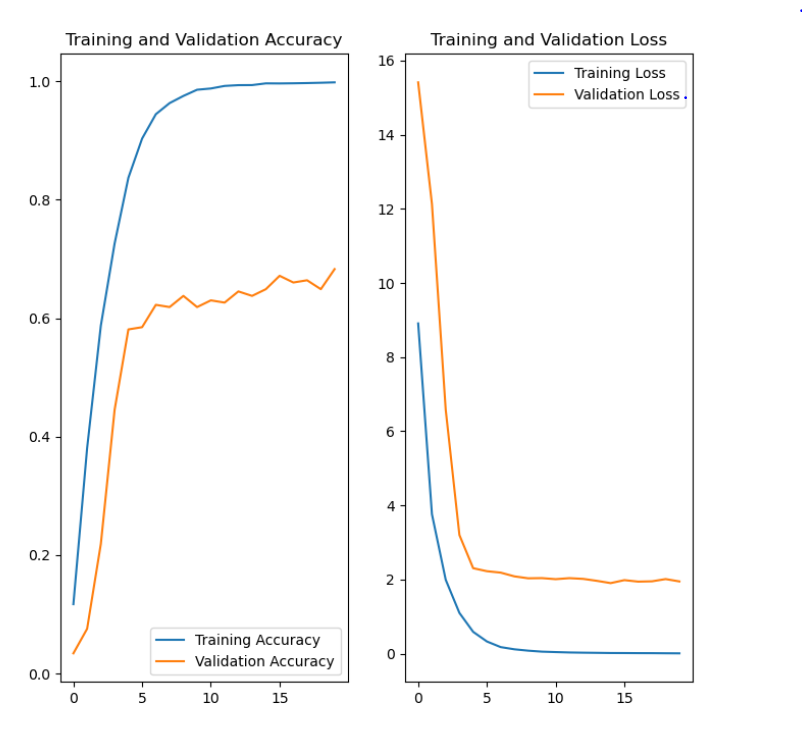 Training and Validation Accuracy
1.0
0.8
0.6
0.4
0.2
0.0
Training Accuracy
Validation Accuracy
0 5 10 15
Training and Validation Loss
16
14
12
10
8
6
4
2
0
Training Loss
Validation Loss
0 5 10 15